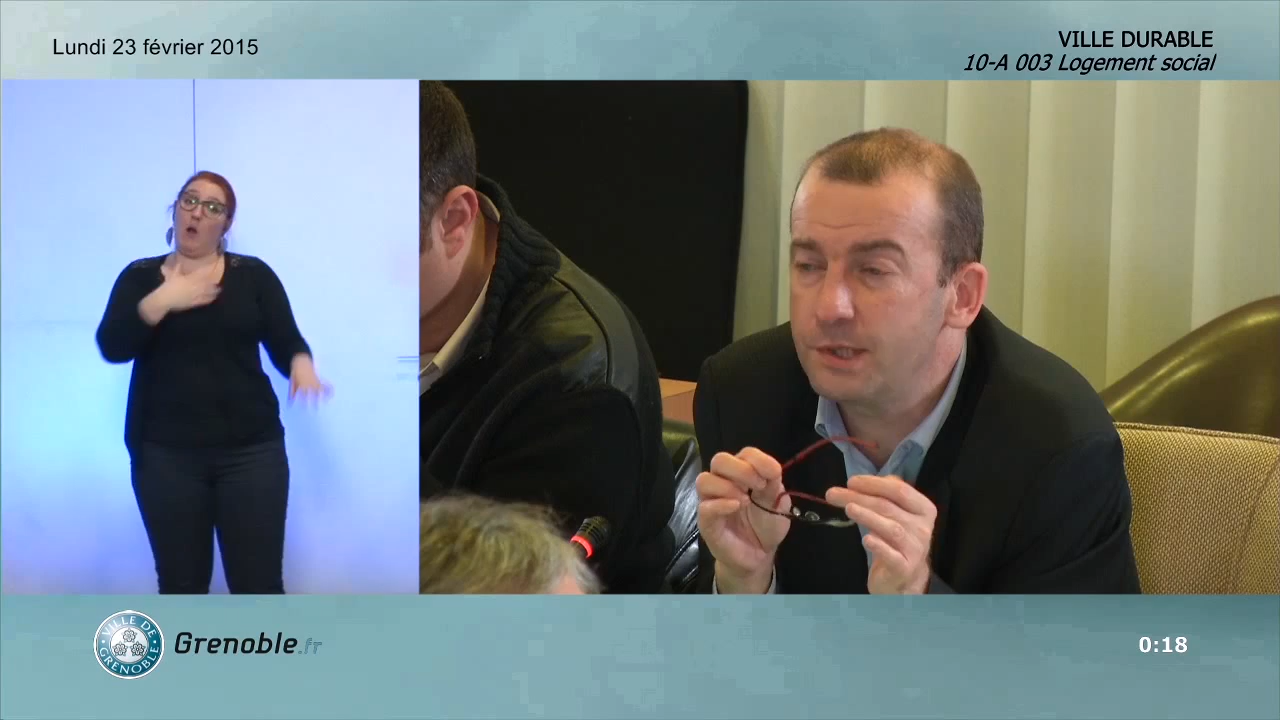 Lundi 23 février 2015
VILLE DURABLE
10-A 003 Logement social
VILLE DE
GRENOBLE
Grenoble.fr
0:18